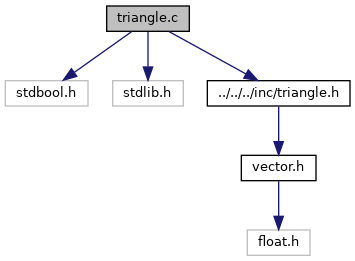 triangle.c
stdbool.h
stdlib.h
../../../inc/triangle.h
vector.h
float.h